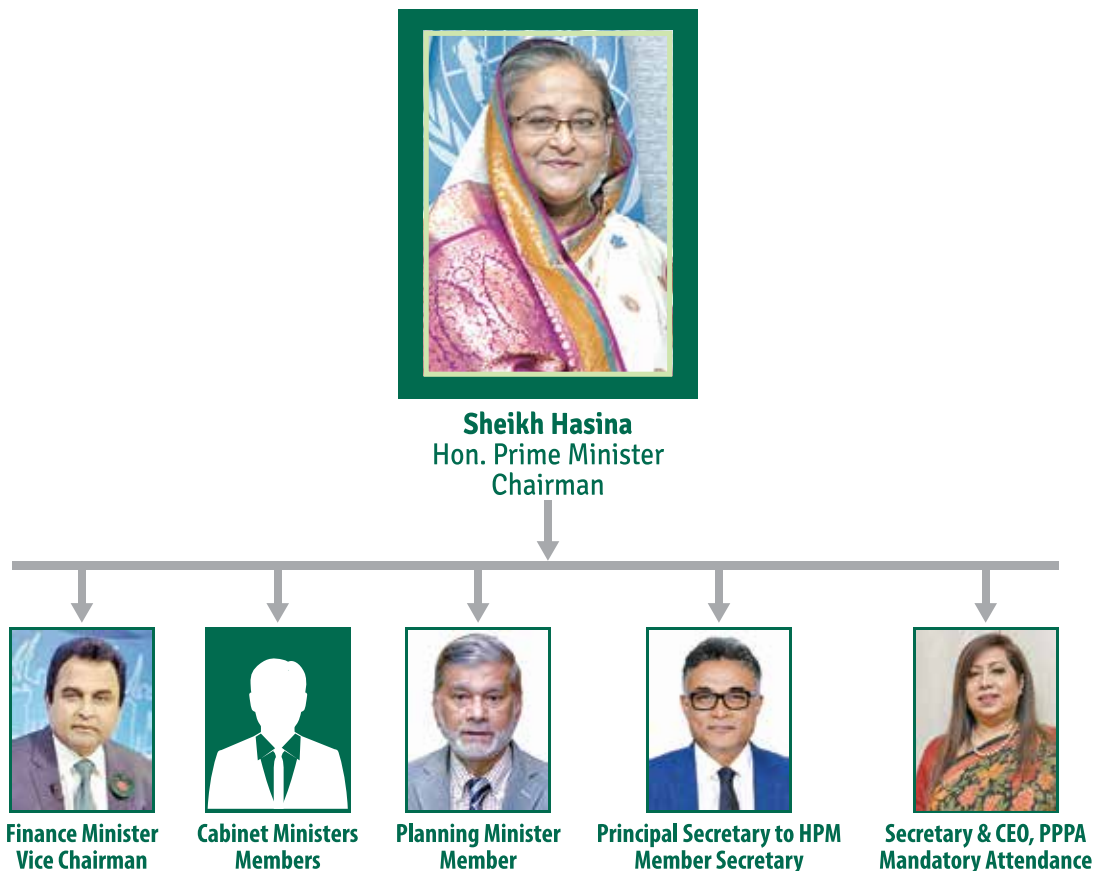 Sheikh Hasina
Hon. Prime Minister
Chairman
Finance Minister
Vice Chairman
Cabinet Ministers
Members
Planning Minister
Member
Principal Secretary to HPM
Member Secretary
Secretary & CEO, PPPA
Mandatory Attendance